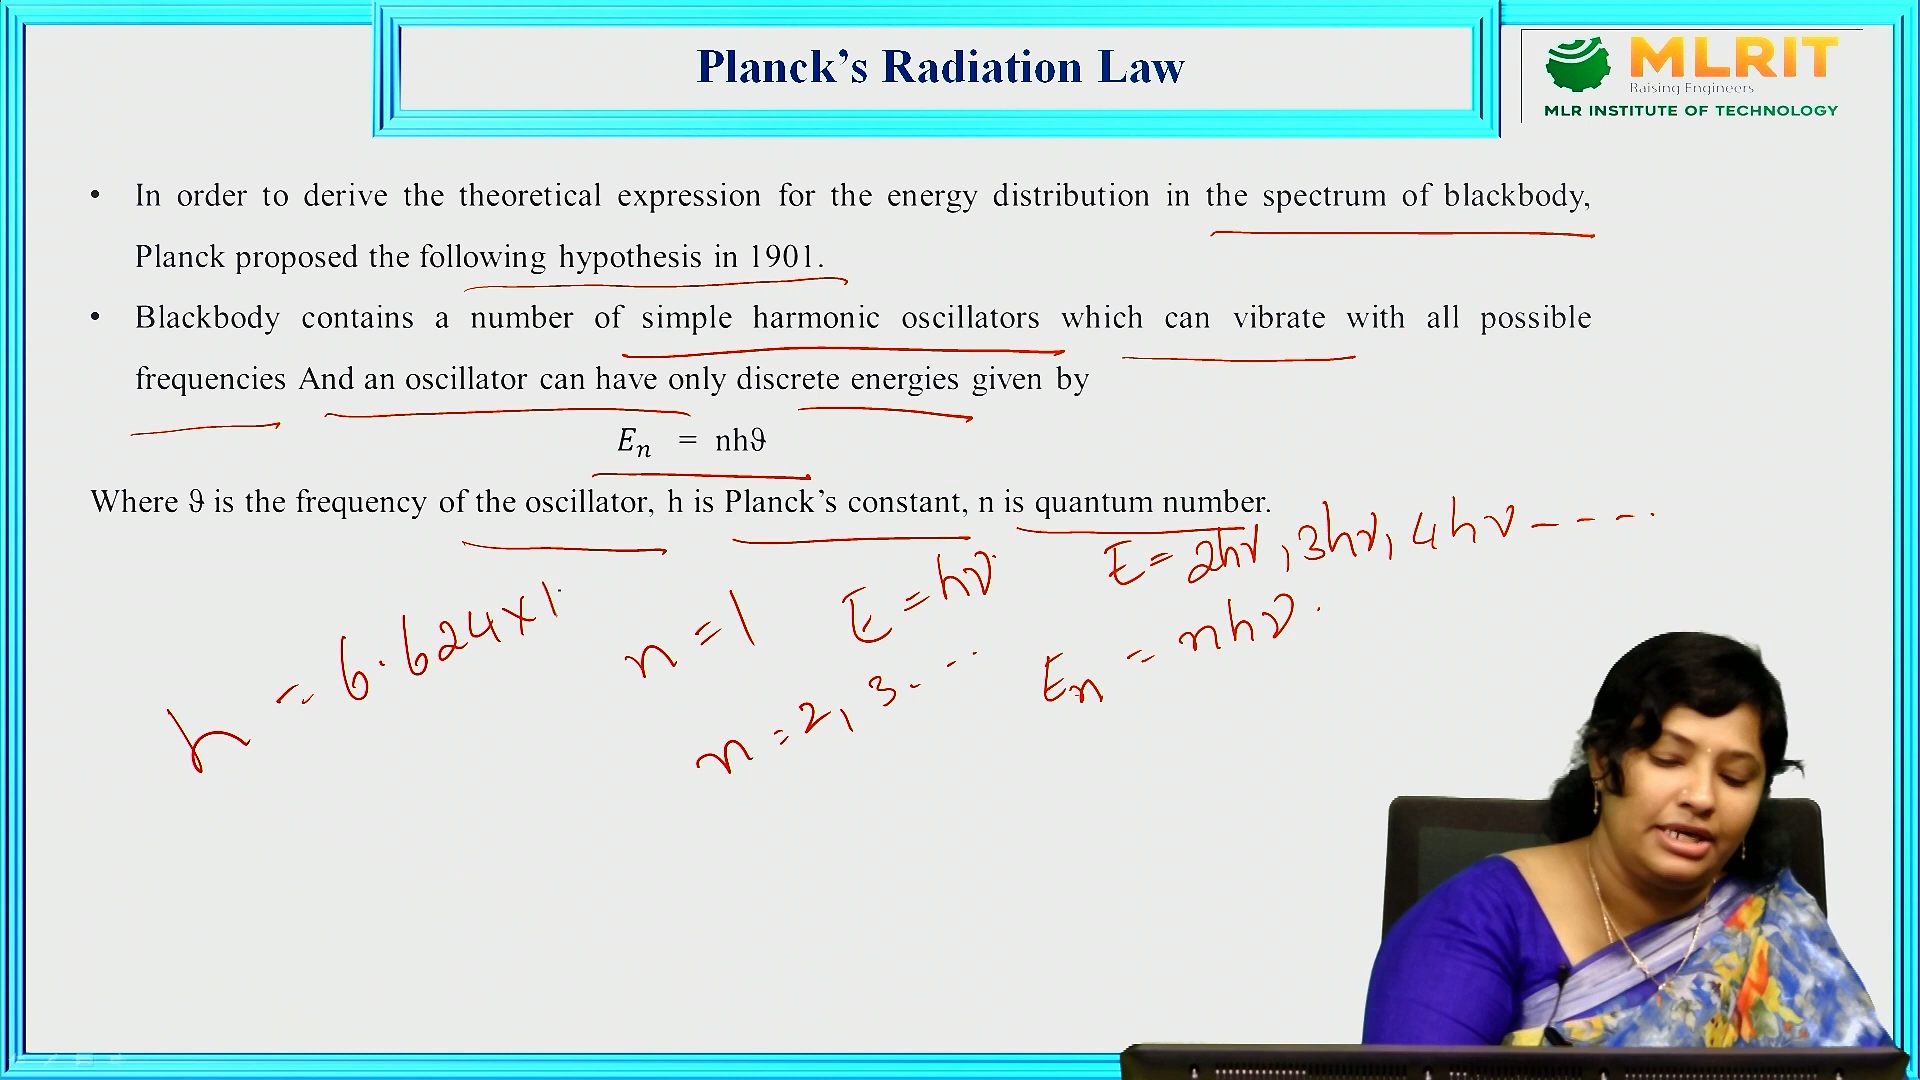 Planck's Radiation Law
MLRIT
Raising Engineers
MLR INSTITUTE OF TECHNOLOGY
• In order to derive the theoretical expression for the energy distribution in the spectrum of blackbody,
Planck proposed the following hypothesis in 1901.
• Blackbody contains a number of simple harmonic oscillators which can vibrate with all possible
frequencies And an oscillator can have only discrete energies given by
Eₙ = nhϑ
Where ϑ is the frequency of the oscillator, h is Planck's constant, n is quantum number.
h = 6.624×1
n = 1 E = hν
E = 2hν, 3hν, 4hν ----.
n = 2, 3 - --
Eₙ = nhν.